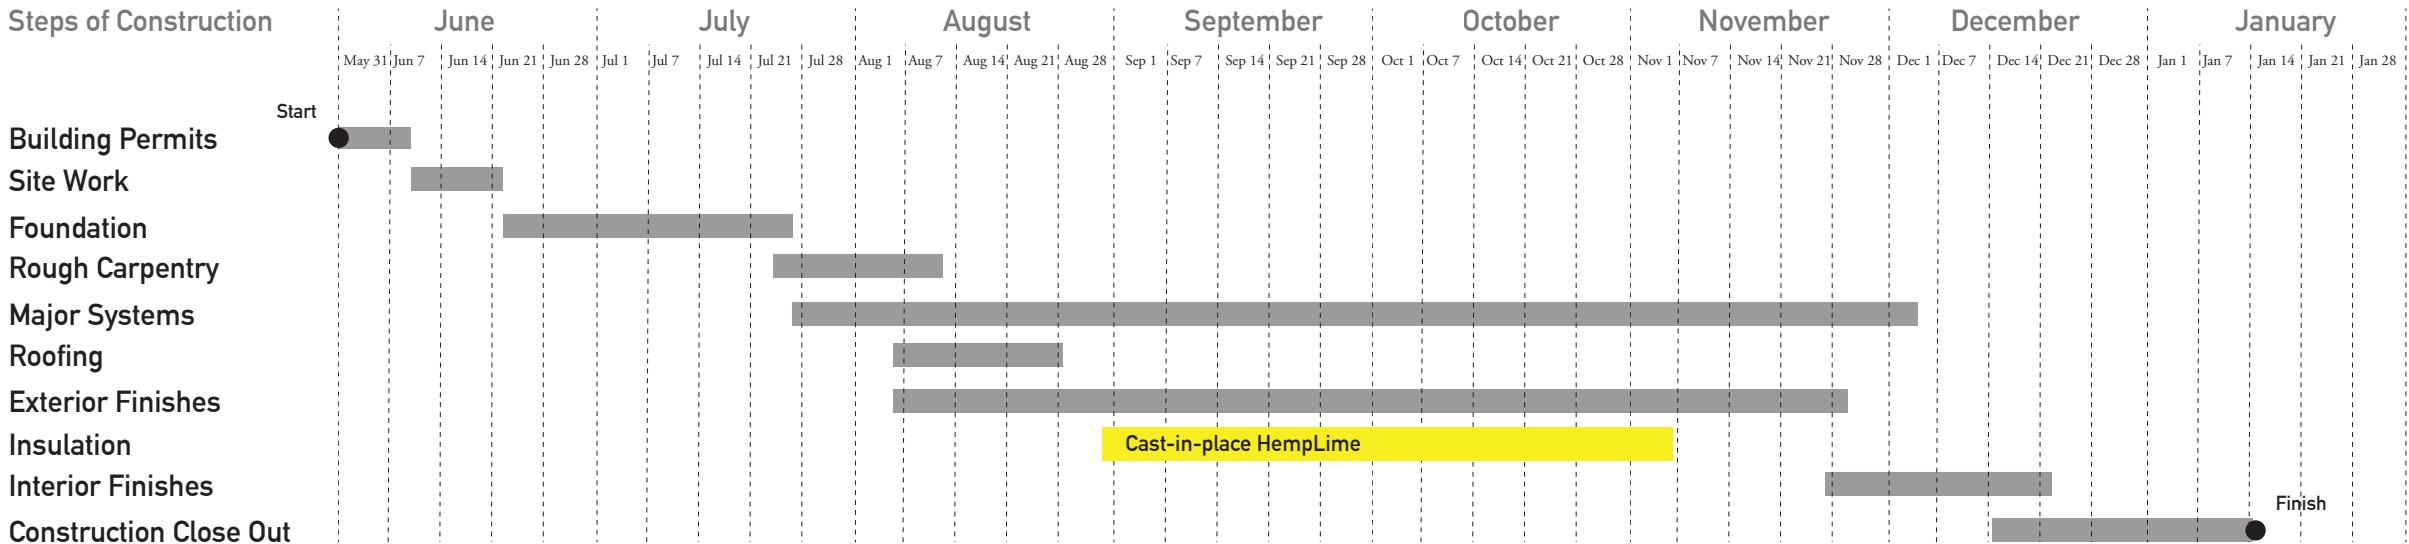 Steps of Construction June July August September October November December January
May 31 Jun 7 Jun 14 Jun 21 Jun 28 Jul 1 Jul 7 Jul 14 Jul 21 Jul 28 Aug 1 Aug 7 Aug 14 Aug 21 Aug 28 Sep 1 Sep 7 Sep 14 Sep 21 Sep 28 Oct 1 Oct 7 Oct 14 Oct 21 Oct 28 Nov 1 Nov 7 Nov 14 Nov 21 Nov 28 Dec 1 Dec 7 Dec 14 Dec 21 Dec 28 Jan 1 Jan 7 Jan 14 Jan 21 Jan 28
Start
Building Permits
Site Work
Foundation
Rough Carpentry
Major Systems
Roofing
Exterior Finishes
Insulation Cast-in-place HempLime
Interior Finishes
Finish
Construction Close Out